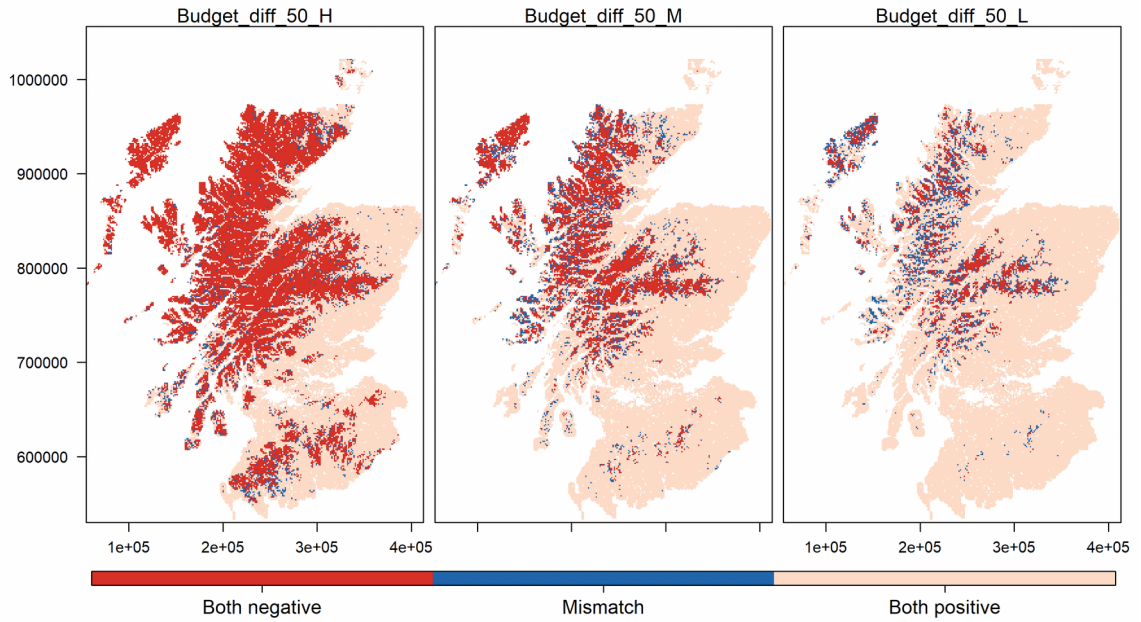 Budget_diff_50_H Budget_diff_50_M Budget_diff_50_L
1000000
900000
800000
700000
600000
1e+05 2e+05 3e+05 4e+05 1e+05 2e+05 3e+05 4e+05
Both negative Mismatch Both positive